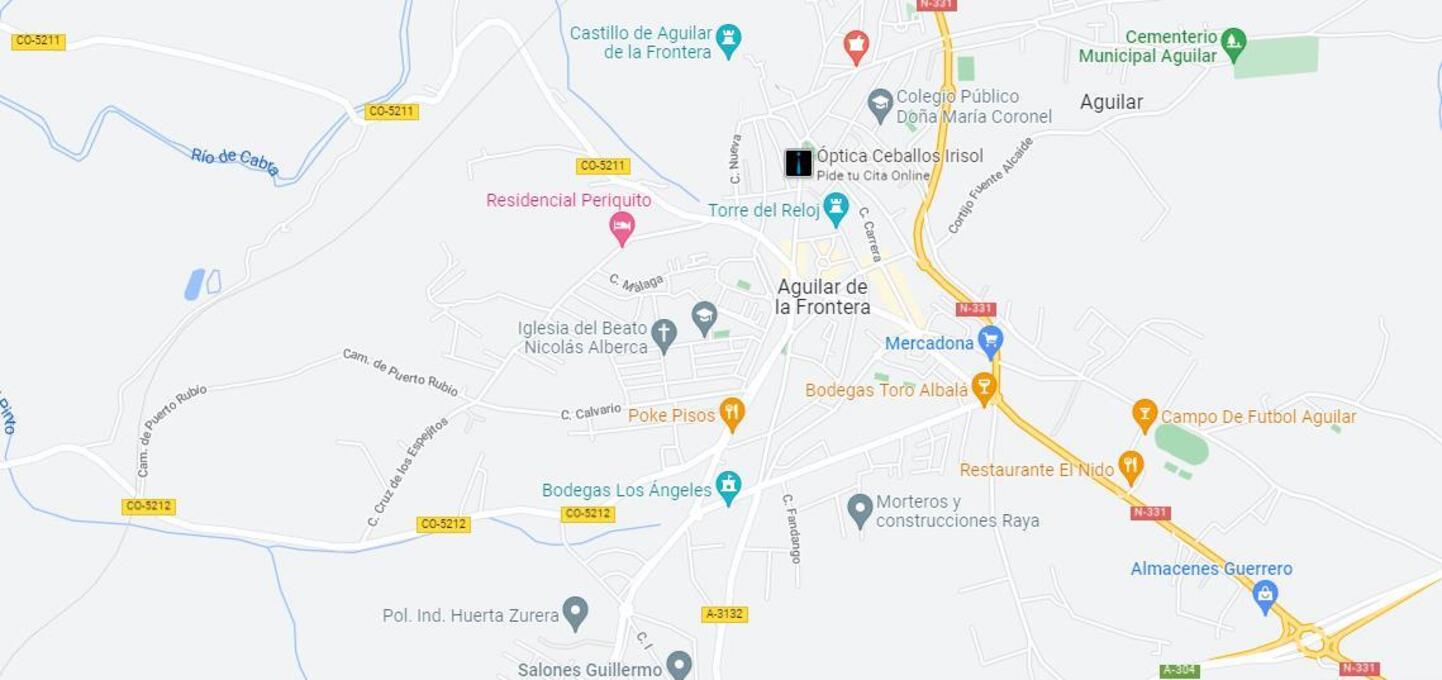 N-331
CO-5211
Castillo de Aguilar
de la Frontera
Cementerio
Municipal Aguilar
CO-5211
Colegio Público
Doña María Coronel
Aguilar
Río de Cabra
CO-5211
C. Nueva
Óptica Ceballos Irisol
Pide tu Cita Online
Cortijo Fuente Alcaide
Residencial Periquito
Torre del Reloj
C. Carrera
C. Málaga
Aguilar de
la Frontera
N-331
Iglesia del Beato
Nicolás Alberca
Mercadona
Cam. de Puerto Rubio
Cam. de Puerto Rubio
Bodegas Toro Albalá
C. Calvario
Poke Pisos
Campo De Futbol Aguilar
C. Cruz de los Espejitos
Restaurante El Nido
Bodegas Los Ángeles
CO-5212
CO-5212
CO-5212
C. Fandango
Morteros y
construcciones Raya
N-331
Almacenes Guerrero
Pol. Ind. Huerta Zurera
A-3132
C. I
Salones Guillermo
A-304
N-331